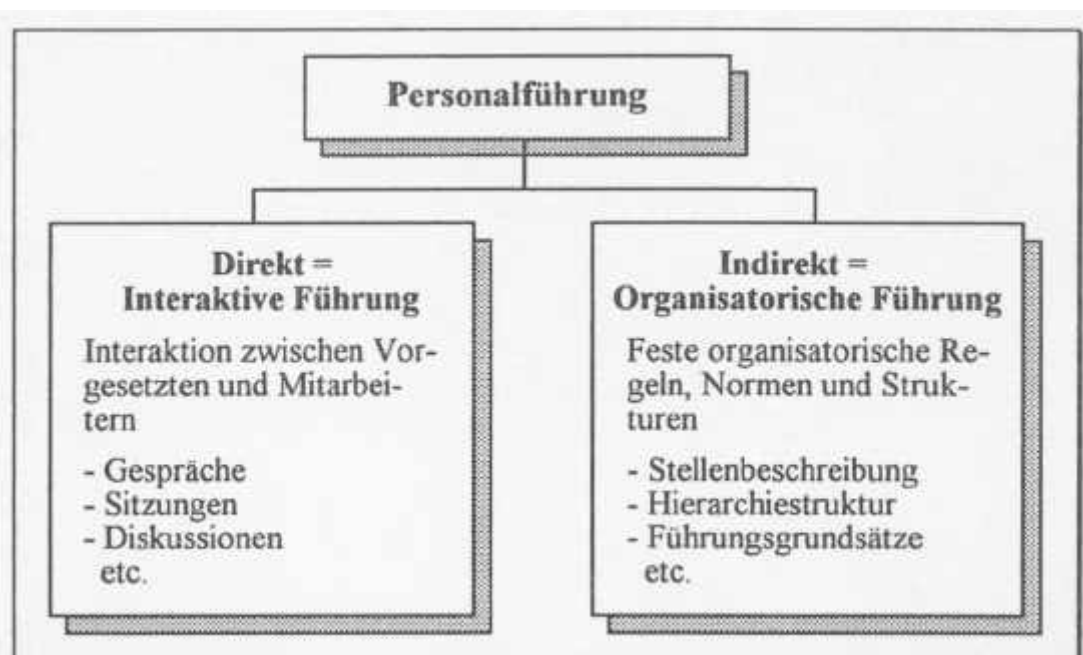 Personalführung
Direkt =
Interaktive Führung
Interaktion zwischen Vor-
gesetzten und Mitarbei-
tern
- Gespräche
- Sitzungen
- Diskussionen
etc.
Indirekt =
Organisatorische Führung
Feste organisatorische Re-
geln, Normen und Struk-
turen
- Stellenbeschreibung
- Hierarchiestruktur
- Führungsgrundsätze
etc.